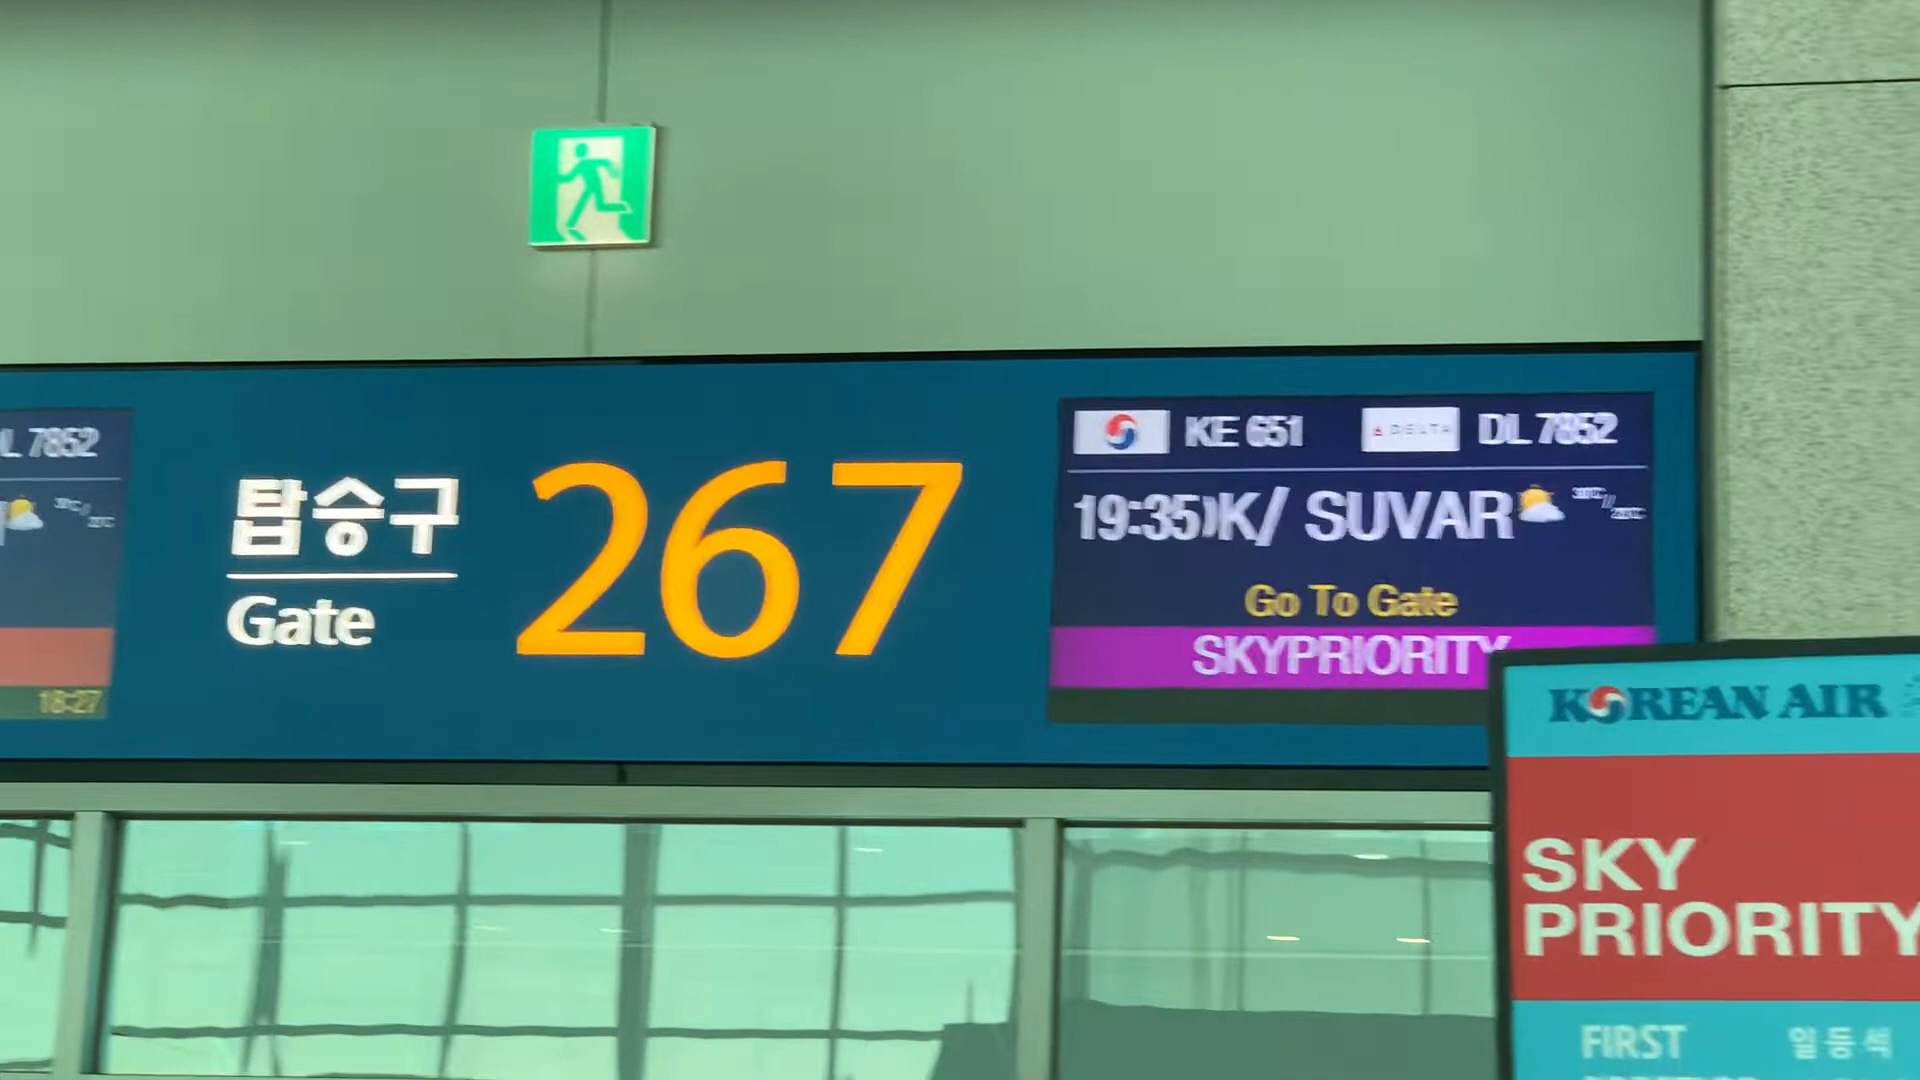 DL 7852
18:27
탑승구
Gate
267
KE 651
DELTA
DL 7852
19:35
K/ SUVAR
Go To Gate
SKYPRIORITY
KOREAN AIR
SKY
PRIORITY
FIRST
일등석